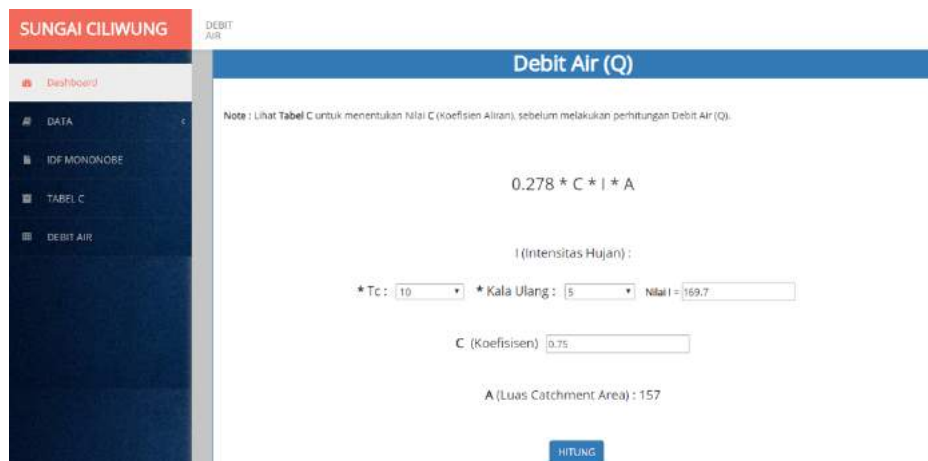 SUNGAI CILIWUNG
DEBIT
AIR
Dashboard
DATA
IDF MONONOBE
TABEL C
DEBIT AIR
Debit Air (Q)
Note : Lihat Tabel C untuk menentukan Nilai C (Koefisien Aliran), sebelum melakukan perhitungan Debit Air (Q).
0.278 * C * I * A
I (Intensitas Hujan) :
* Tc : 10 * Kala Ulang : 5 Nilai I = 169.7
C (Koefisisen) 0.75
A (Luas Catchment Area) : 157
HITUNG